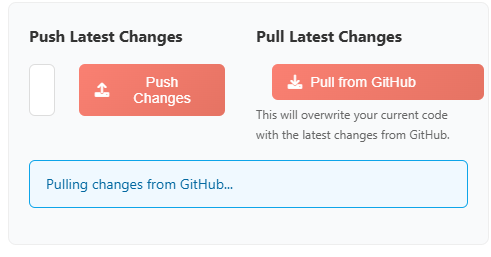 Push Latest Changes
Pull Latest Changes
Push
Changes
Pull from GitHub
This will overwrite your current code
with the latest changes from GitHub.
Pulling changes from GitHub...